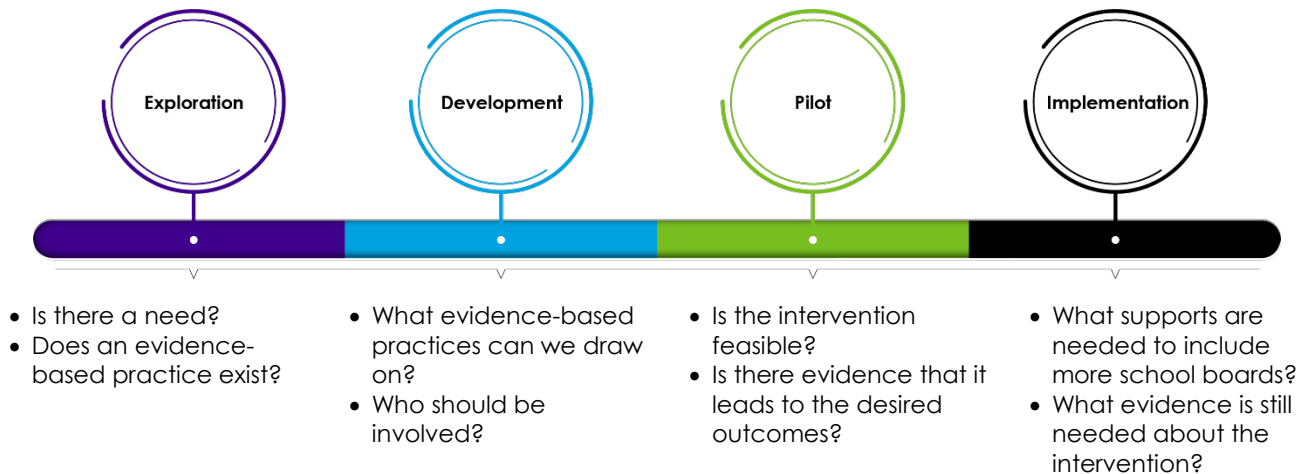 Exploration
Development
Pilot
Implementation
• Is there a need?
• Does an evidence-
based practice exist?
• What evidence-based
practices can we draw
on?
• Who should be
involved?
• Is the intervention
feasible?
• Is there evidence that it
leads to the desired
outcomes?
• What supports are
needed to include
more school boards?
• What evidence is still
needed about the
intervention?